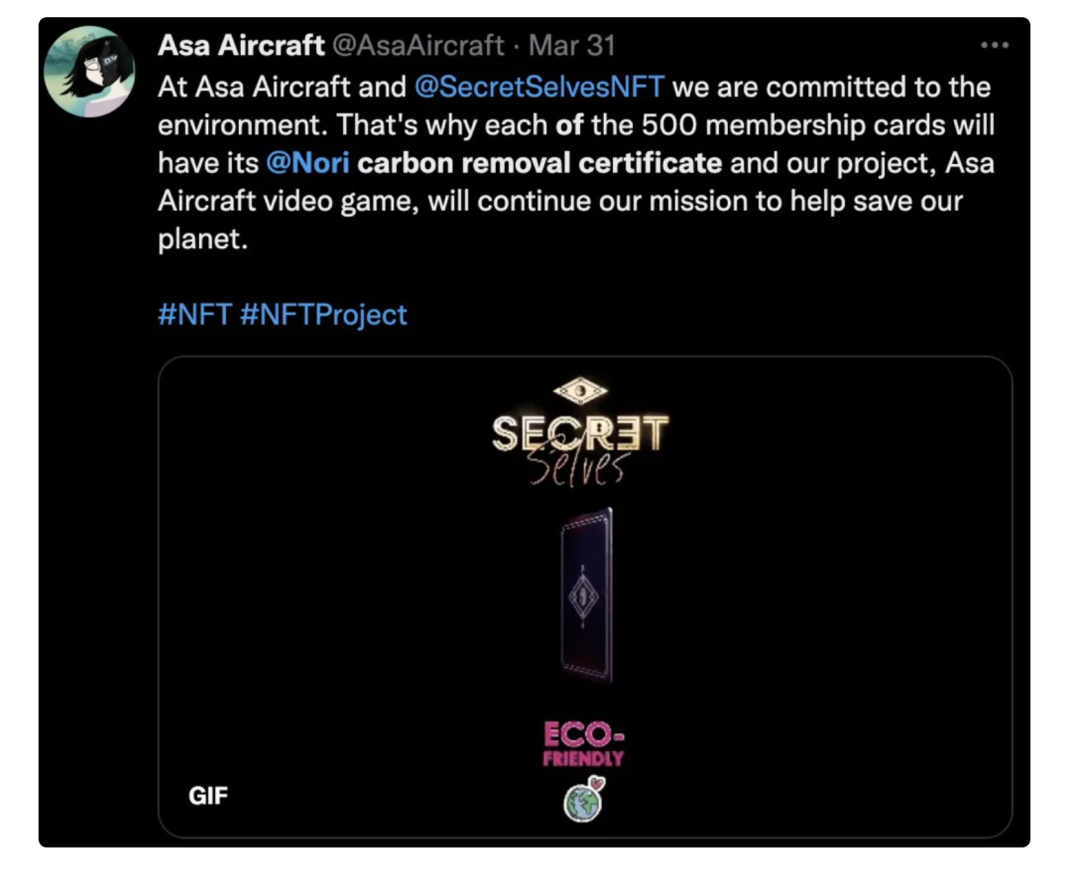 Asa Aircraft @AsaAircraft · Mar 31
At Asa Aircraft and @SecretSelvesNFT we are committed to the
environment. That's why each of the 500 membership cards will
have its @Nori carbon removal certificate and our project, Asa
Aircraft video game, will continue our mission to help save our
planet.
#NFT #NFTProject
SECRET
Selves
ECO-
FRIENDLY
GIF